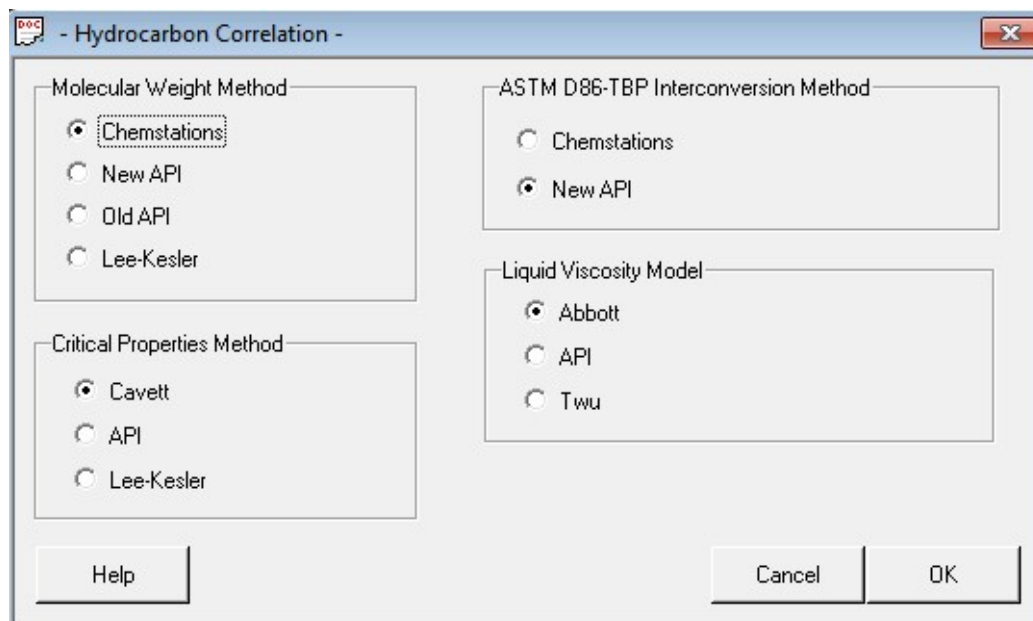 DOC
- Hydrocarbon Correlation -
Molecular Weight Method
Chemstations
New API
Old API
Lee-Kesler
Critical Properties Method
Cavett
API
Lee-Kesler
ASTM D86-TBP Interconversion Method
Chemstations
New API
Liquid Viscosity Model
Abbott
API
Twu
Help
Cancel
OK